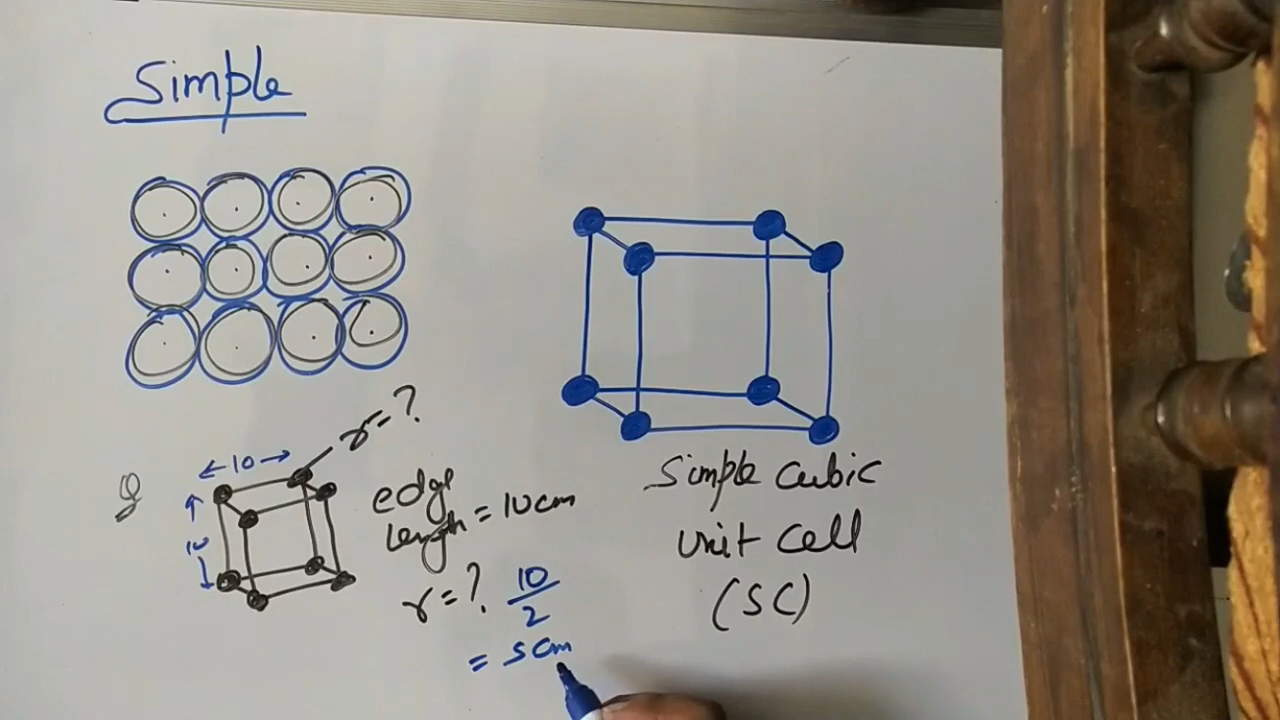 Simple
r=?
Q
← 10 →
10
edge
length = 10cm
r=? 10/2
= 5cm
Simple cubic
unit cell
(SC)